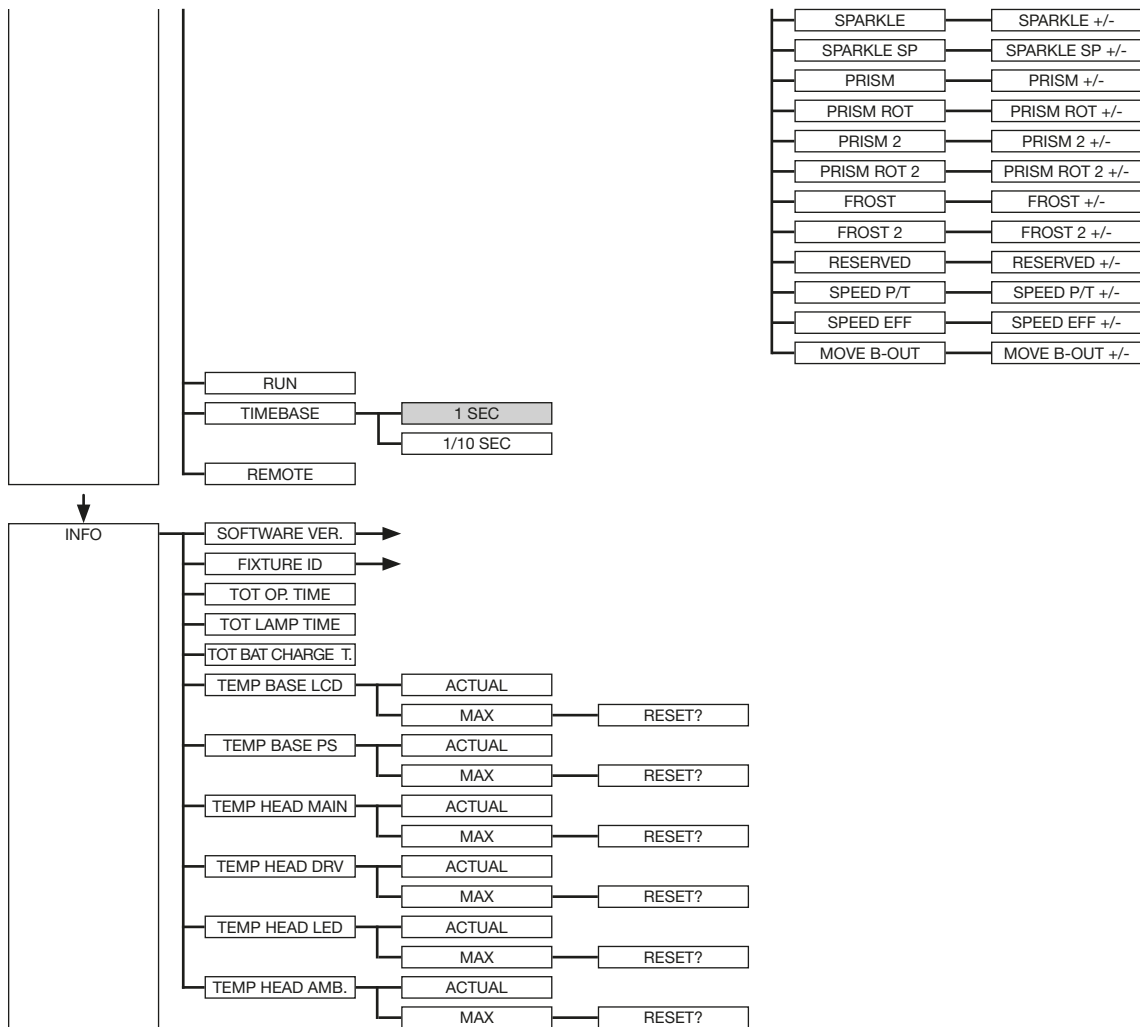 SPARKLE SPARKLE +/-
SPARKLE SP SPARKLE SP +/-
PRISM PRISM +/-
PRISM ROT PRISM ROT +/-
PRISM 2 PRISM 2 +/-
PRISM ROT 2 PRISM ROT 2 +/-
FROST FROST +/-
FROST 2 FROST 2 +/-
RESERVED RESERVED +/-
SPEED P/T SPEED P/T +/-
SPEED EFF SPEED EFF +/-
MOVE B-OUT MOVE B-OUT +/-
RUN
TIMEBASE 1 SEC
1/10 SEC
REMOTE
INFO SOFTWARE VER.
FIXTURE ID
TOT OP. TIME
TOT LAMP TIME
TOT BAT CHARGE T.
TEMP BASE LCD ACTUAL
MAX RESET?
TEMP BASE PS ACTUAL
MAX RESET?
TEMP HEAD MAIN ACTUAL
MAX RESET?
TEMP HEAD DRV ACTUAL
MAX RESET?
TEMP HEAD LED ACTUAL
MAX RESET?
TEMP HEAD AMB. ACTUAL
MAX RESET?